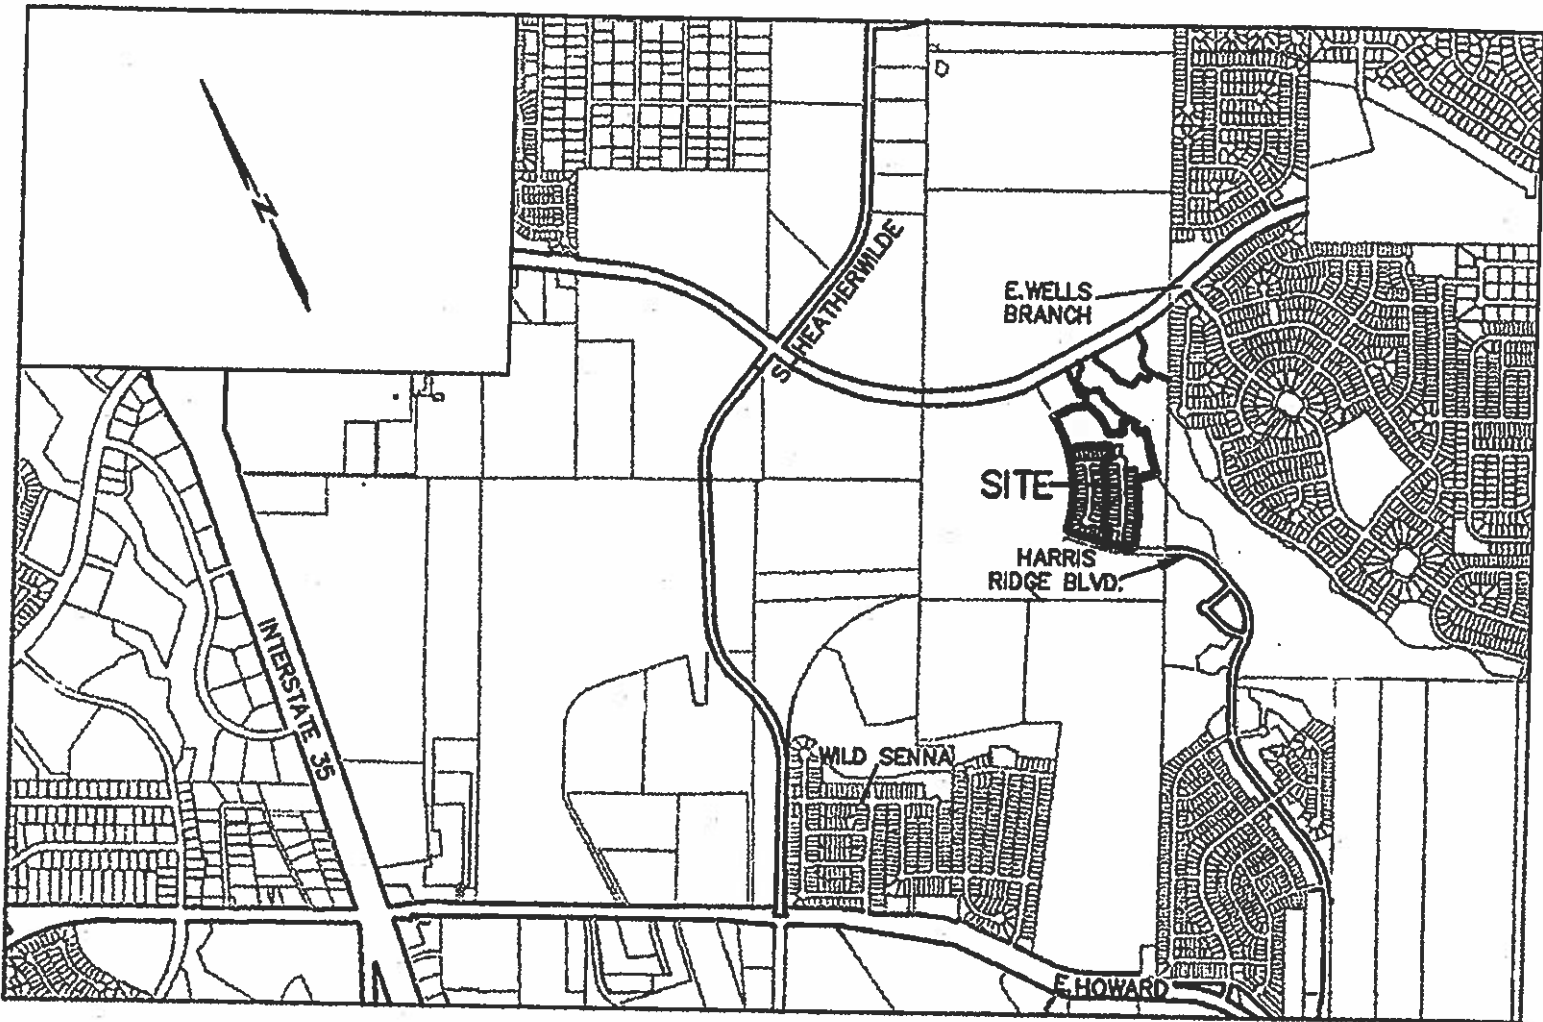 N
S HEATHERWILDE
E. WELLS
BRANCH
SITE
HARRIS
RIDGE BLVD.
INTERSTATE 35
WILD SENNA
E. HOWARD